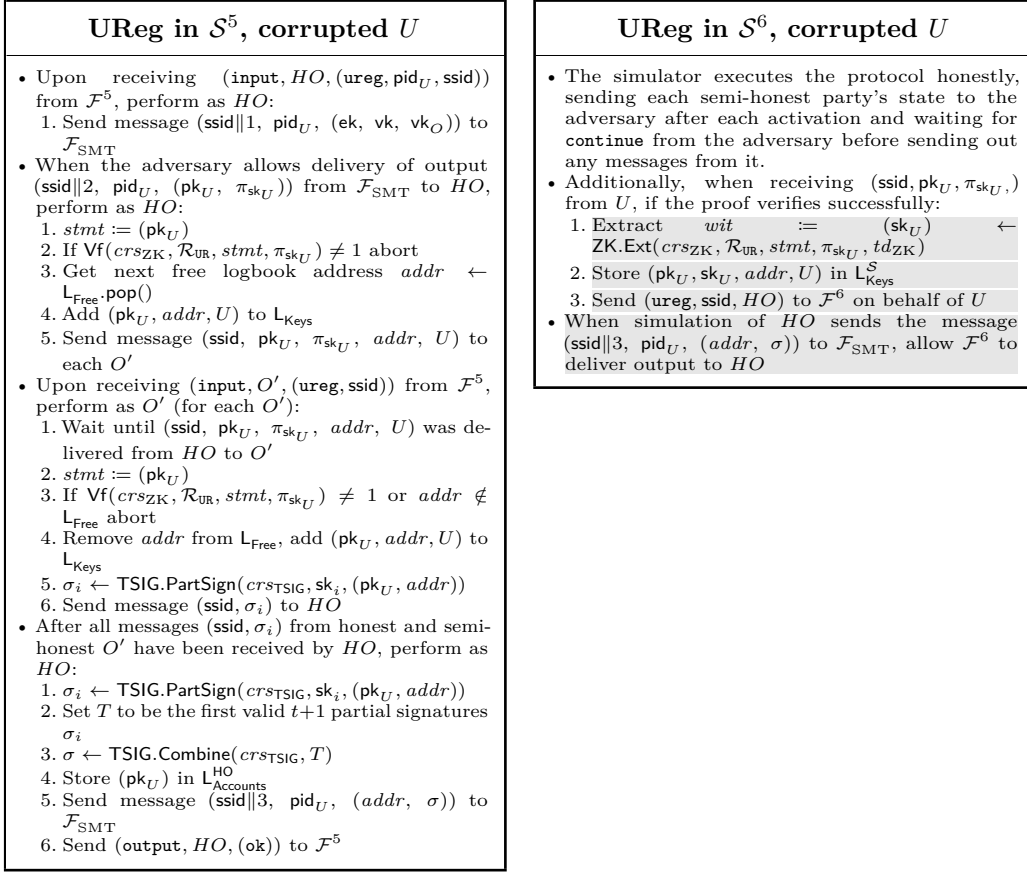 UReg in 𝒮⁵, corrupted U
• Upon receiving (input, HO, (ureg, pid_U, ssid))
from ℱ⁵, perform as HO:
1. Send message (ssid‖1, pid_U, (ek, vk, vk_O)) to
ℱ_SMT
• When the adversary allows delivery of output
(ssid‖2, pid_U, (pk_U, π_sk_U)) from ℱ_SMT to HO,
perform as HO:
1. stmt := (pk_U)
2. If Vf(crs_ZK, ℛ_UR, stmt, π_sk_U) ≠ 1 abort
3. Get next free logbook address addr ←
L_Free.pop()
4. Add (pk_U, addr, U) to L_Keys
5. Send message (ssid, pk_U, π_sk_U, addr, U) to
each O′
• Upon receiving (input, O′, (ureg, ssid)) from ℱ⁵,
perform as O′ (for each O′):
1. Wait until (ssid, pk_U, π_sk_U, addr, U) was de-
livered from HO to O′
2. stmt := (pk_U)
3. If Vf(crs_ZK, ℛ_UR, stmt, π_sk_U) ≠ 1 or addr ∉
L_Free abort
4. Remove addr from L_Free, add (pk_U, addr, U) to
L_Keys
5. σ_i ← TSIG.PartSign(crs_TSIG, sk_i, (pk_U, addr))
6. Send message (ssid, σ_i) to HO
• After all messages (ssid, σ_i) from honest and semi-
honest O′ have been received by HO, perform as
HO:
1. σ_i ← TSIG.PartSign(crs_TSIG, sk_i, (pk_U, addr))
2. Set T to be the first valid t+1 partial signatures
σ_i
3. σ ← TSIG.Combine(crs_TSIG, T)
4. Store (pk_U) in L^HO_Accounts
5. Send message (ssid‖3, pid_U, (addr, σ)) to
ℱ_SMT
6. Send (output, HO, (ok)) to ℱ⁵
UReg in 𝒮⁶, corrupted U
• The simulator executes the protocol honestly,
sending each semi-honest party's state to the
adversary after each activation and waiting for
continue from the adversary before sending out
any messages from it.
• Additionally, when receiving (ssid, pk_U, π_sk_U,)
from U, if the proof verifies successfully:
1. Extract wit := (sk_U) ←
ZK.Ext(crs_ZK, ℛ_UR, stmt, π_sk_U, td_ZK)
2. Store (pk_U, sk_U, addr, U) in L^𝒮_Keys
3. Send (ureg, ssid, HO) to ℱ⁶ on behalf of U
• When simulation of HO sends the message
(ssid‖3, pid_U, (addr, σ)) to ℱ_SMT, allow ℱ⁶ to
deliver output to HO